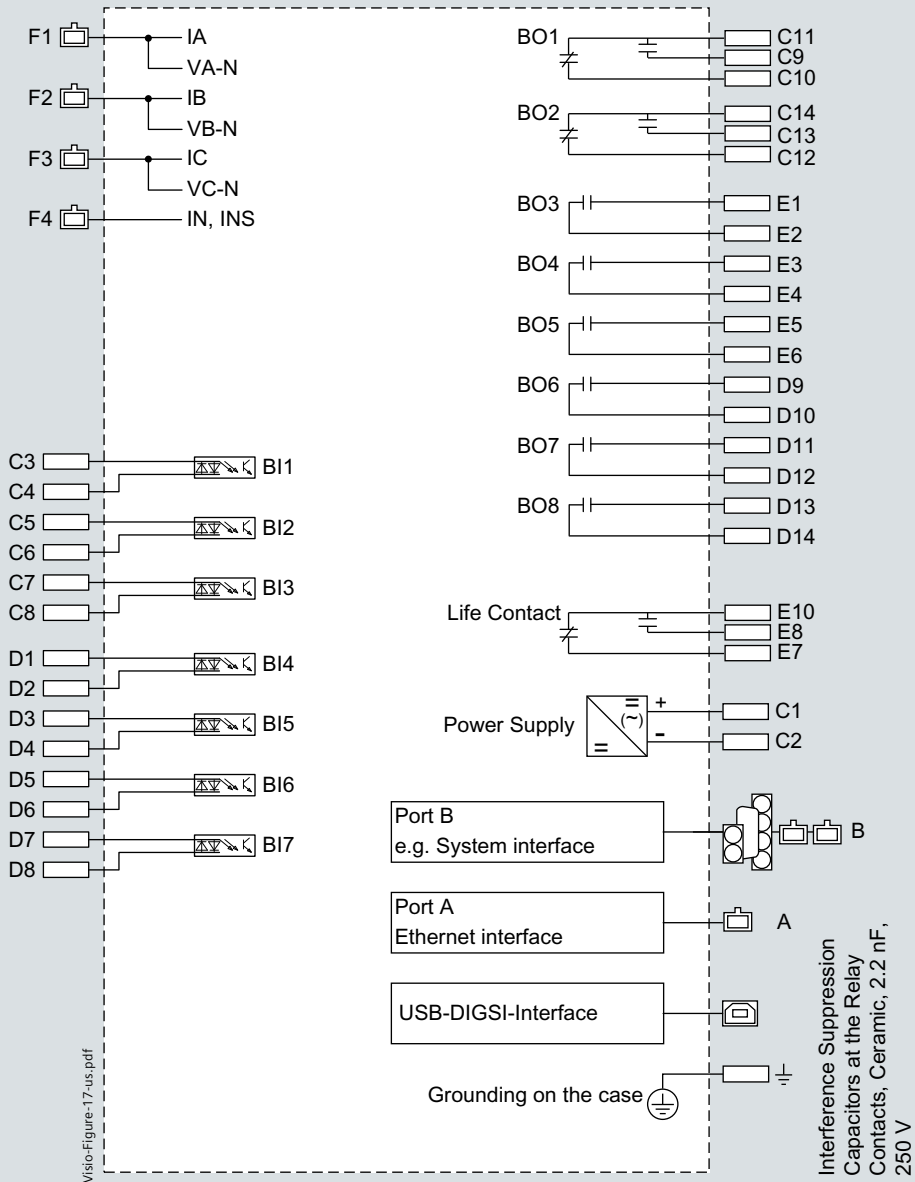 F1 IA
VA-N
F2 IB
VB-N
F3 IC
VC-N
F4 IN, INS
C3 BI1
C4
C5 BI2
C6
C7 BI3
C8
D1 BI4
D2
D3 BI5
D4
D5 BI6
D6
D7 BI7
D8
BO1 C11
C9
C10
BO2 C14
C13
C12
BO3 E1
E2
BO4 E3
E4
BO5 E5
E6
BO6 D9
D10
BO7 D11
D12
BO8 D13
D14
Life Contact E10
E8
E7
Power Supply = (~) = + C1
- C2
Port B
e.g. System interface
B
Port A
Ethernet interface
A
USB-DIGSI-Interface
Grounding on the case
Interference Suppression
Capacitors at the Relay
Contacts, Ceramic, 2.2 nF,
250 V
Visio-Figure-17-us.pdf